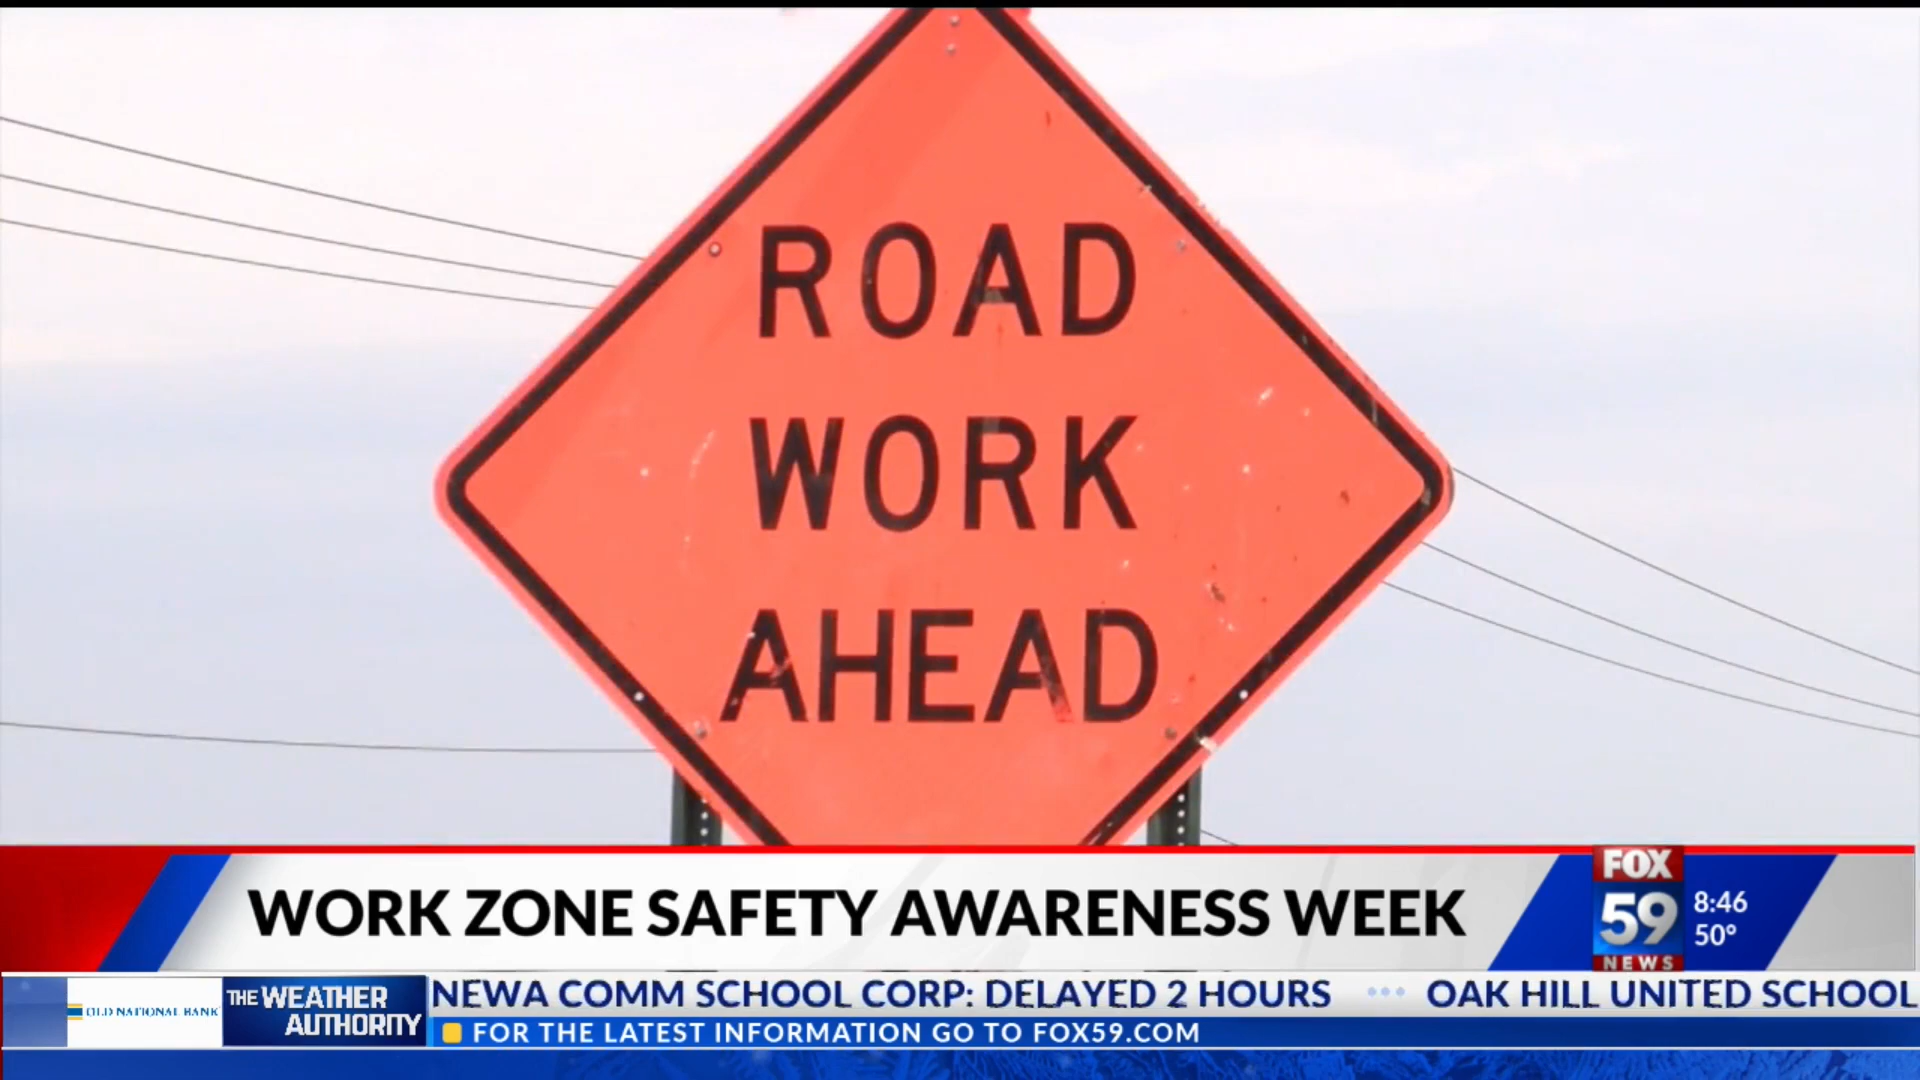 ROAD
WORK
AHEAD
WORK ZONE SAFETY AWARENESS WEEK
FOX
59
NEWS
8:46
50°
OLD NATIONAL BANK
THE WEATHER
AUTHORITY
NEWA COMM SCHOOL CORP: DELAYED 2 HOURS ••• OAK HILL UNITED SCHOOL
FOR THE LATEST INFORMATION GO TO FOX59.COM